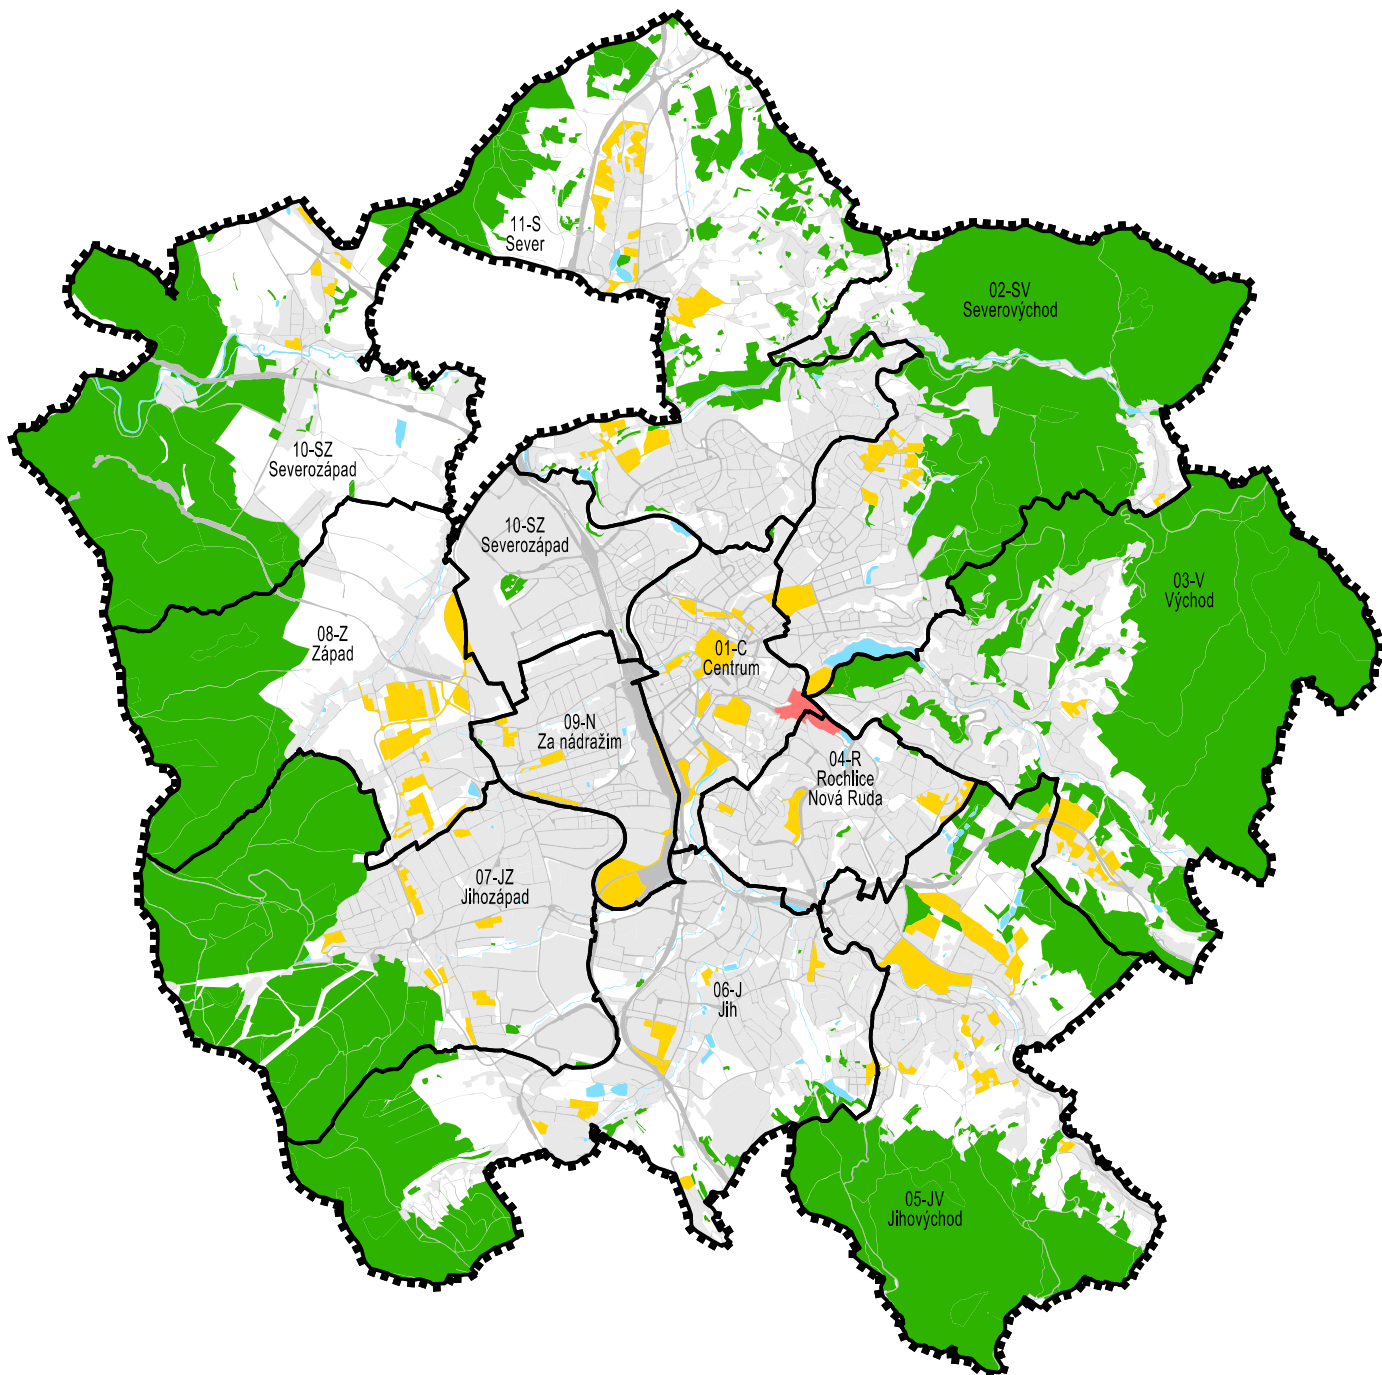 11-S
Sever
02-SV
Severovýchod
10-SZ
Severozápad
10-SZ
Severozápad
03-V
Východ
08-Z
Západ
01-C
Centrum
09-N
Za nádražím
04-R
Rochlice
Nová Ruda
07-JZ
Jihozápad
06-J
Jih
05-JV
Jihovýchod